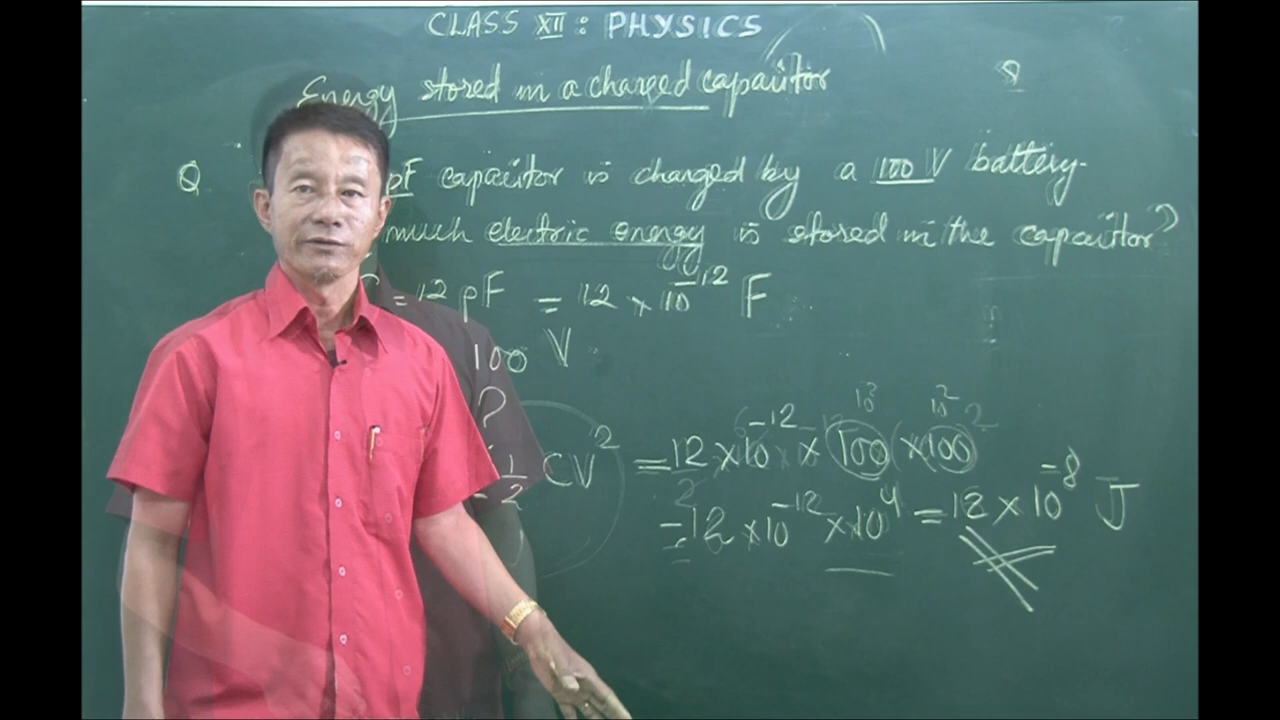 CLASS XII : PHYSICS
Energy stored in a charged capacitor
Q
Q pF capacitor is charged by a 100 V battery.
much electric energy is stored in the capacitor?
= 12 pF = 12 × 10⁻¹² F
100 V
?
= 1/2 CV² = 12/2 × 10⁻¹² × 100 × 100
= × 10⁻¹² × 10⁴ = × 10⁻⁸ J